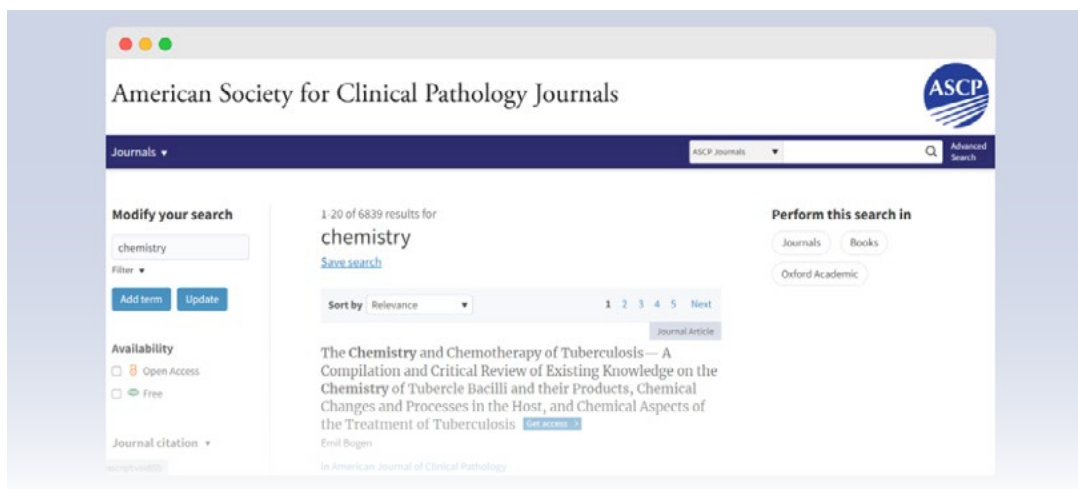 American Society for Clinical Pathology Journals
ASCP
Journals ▾
ASCP Journals ▾
Advanced
Search
Modify your search
chemistry
Filter ▾
Add term Update
Availability
Open Access
Free
Journal citation ▾
1-20 of 6839 results for
chemistry
Save search
Sort by Relevance ▾ 1 2 3 4 5 Next
Journal Article
The Chemistry and Chemotherapy of Tuberculosis— A
Compilation and Critical Review of Existing Knowledge on the
Chemistry of Tubercle Bacilli and their Products, Chemical
Changes and Processes in the Host, and Chemical Aspects of
the Treatment of Tuberculosis Get access >
Emil Bogen
in American Journal of Clinical Pathology
Perform this search in
Journals Books
Oxford Academic